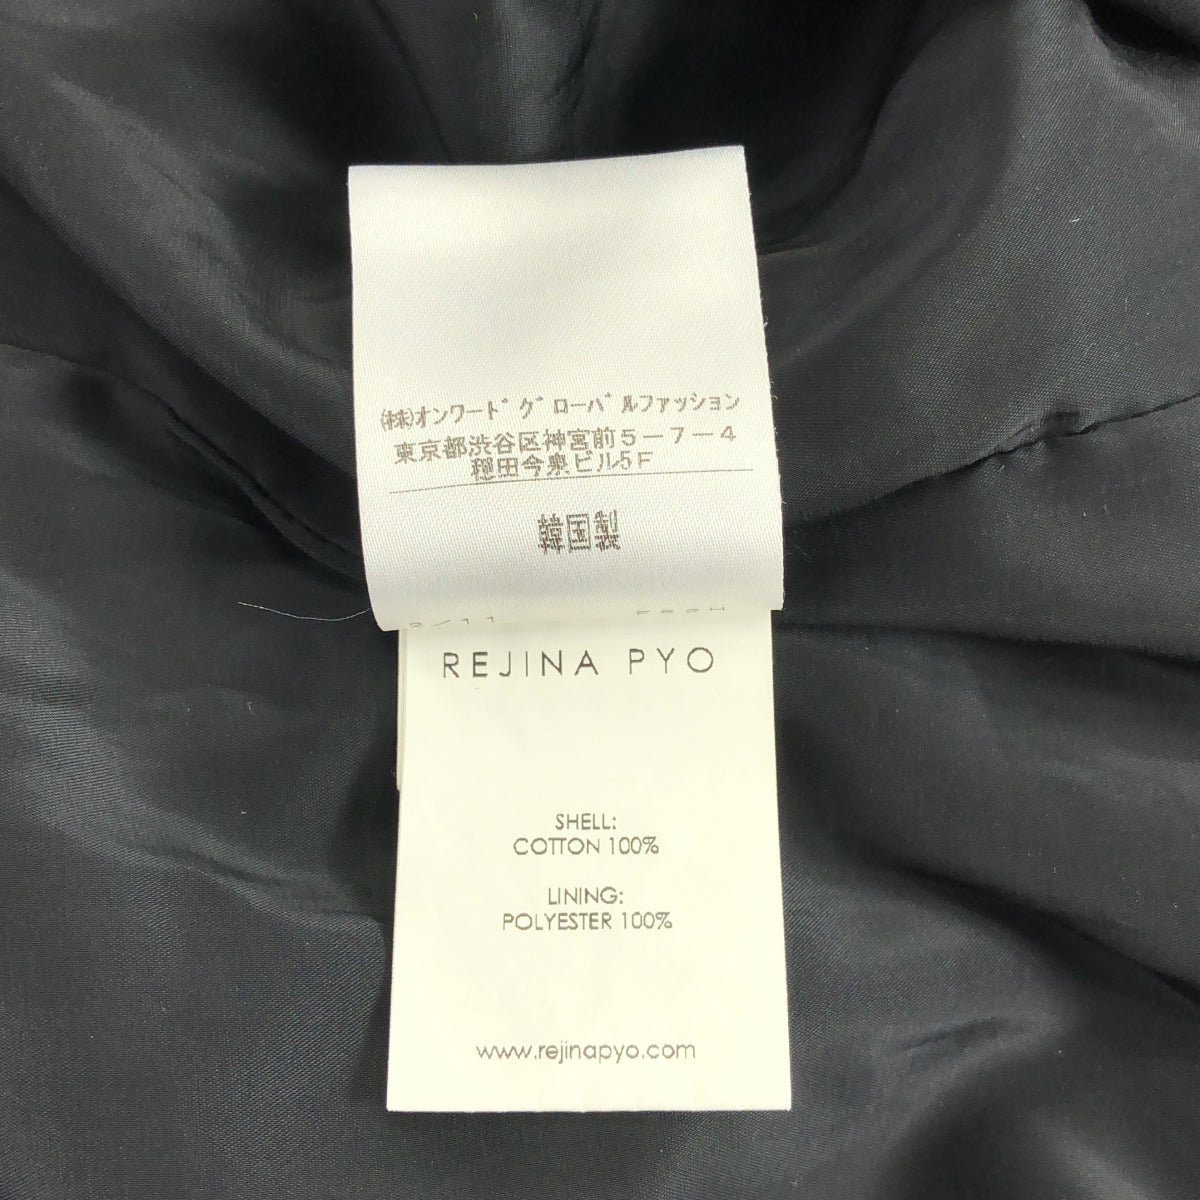 ㈱オンワードグローバルファッション
東京都渋谷区神宮前5-7-4
穏田今泉ビル5F
韓国製
REJINA PYO
SHELL:
COTTON 100%
LINING:
POLYESTER 100%
www.rejinapyo.com